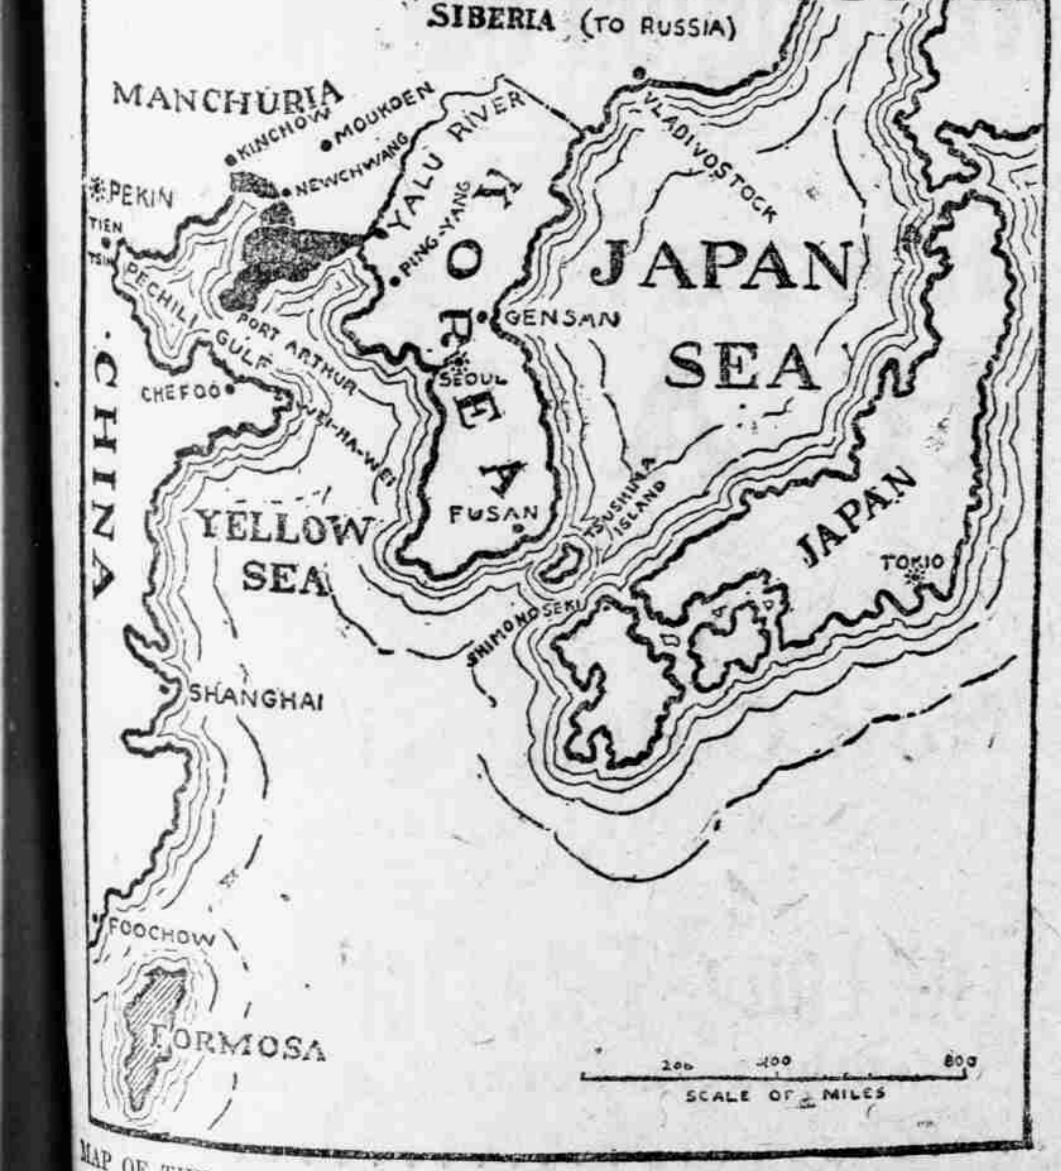 SIBERIA (TO RUSSIA)
MANCHURIA
KINCHOW
MOUKDEN
NEWCHWANG
YALU RIVER
VLADIVOSTOCK
PEKIN
TIEN
TSIN
PING-YANG
KOREA
JAPAN
SEA
PECHILI
GULF
PORT ARTHUR
GENSAN
SEOUL
CHINA
CHEFOO
WEI-HA-WEI
YELLOW
SEA
FUSAN
TSUSHIMA
ISLAND
JAPAN
TOKIO
SHIMONOSEKI
SHANGHAI
FOOCHOW
FORMOSA
200 400 800
SCALE OF MILES
MAP OF